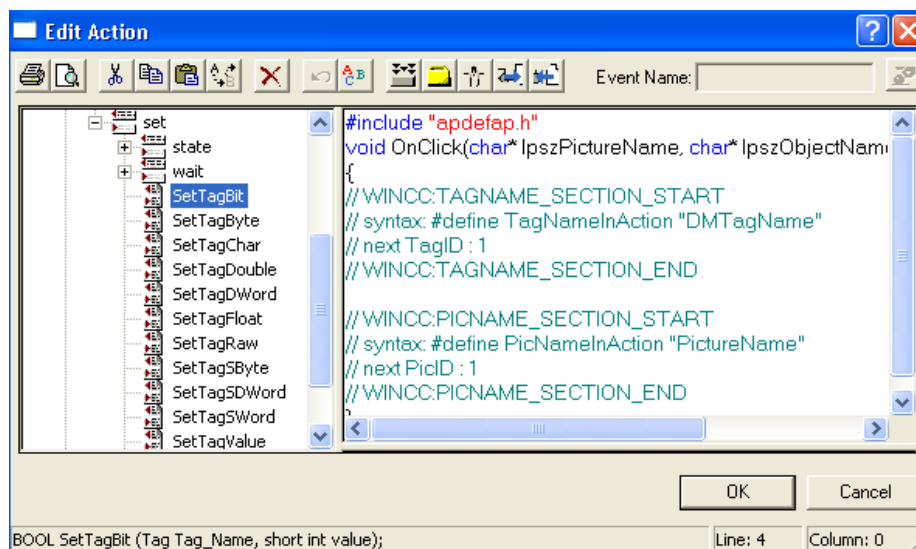 Edit Action
Event Name:
set
state
wait
SetTagBit
SetTagByte
SetTagChar
SetTagDouble
SetTagDWord
SetTagFloat
SetTagRaw
SetTagSByte
SetTagSDWord
SetTagSWord
SetTagValue
#include "apdefap.h"
void OnClick(char* lpszPictureName, char* lpszObjectName
{
// WINCC:TAGNAME_SECTION_START
// syntax: #define TagNameInAction "DMTagName"
// next TagID : 1
// WINCC:TAGNAME_SECTION_END
// WINCC:PICNAME_SECTION_START
// syntax: #define PicNameInAction "PictureName"
// next PicID : 1
// WINCC:PICNAME_SECTION_END
OK
Cancel
BOOL SetTagBit (Tag Tag_Name, short int value);
Line: 4
Column: 0